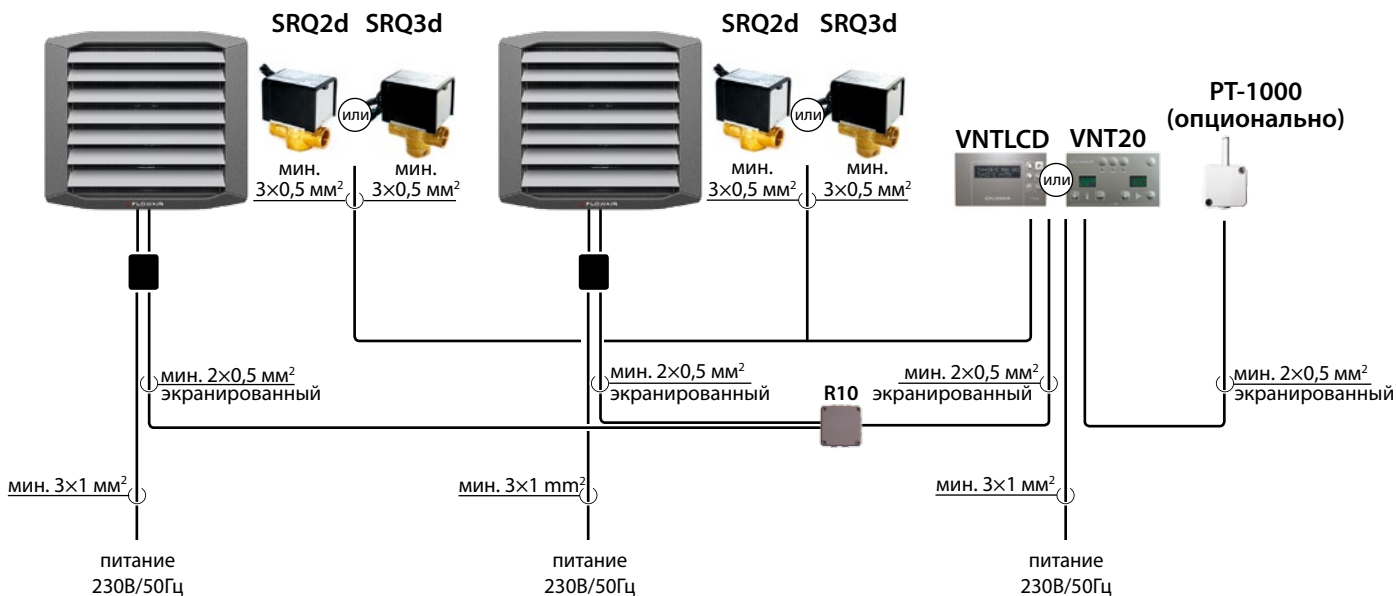 SRQ2d SRQ3d
SRQ2d SRQ3d
PT-1000
(опционально)
VNTLCD
VNT20
или
или
или
мин.
3×0,5 мм²
мин.
3×0,5 мм²
мин.
3×0,5 мм²
мин.
3×0,5 мм²
FLOWAIR
FLOWAIR
FLOWAIR
мин. 2×0,5 мм²
экранированный
мин. 2×0,5 мм²
экранированный
R10
мин. 2×0,5 мм²
экранированный
мин. 2×0,5 мм²
экранированный
мин. 3×1 мм²
мин. 3×1 mm²
мин. 3×1 мм²
питание
230В/50Гц
питание
230В/50Гц
питание
230В/50Гц